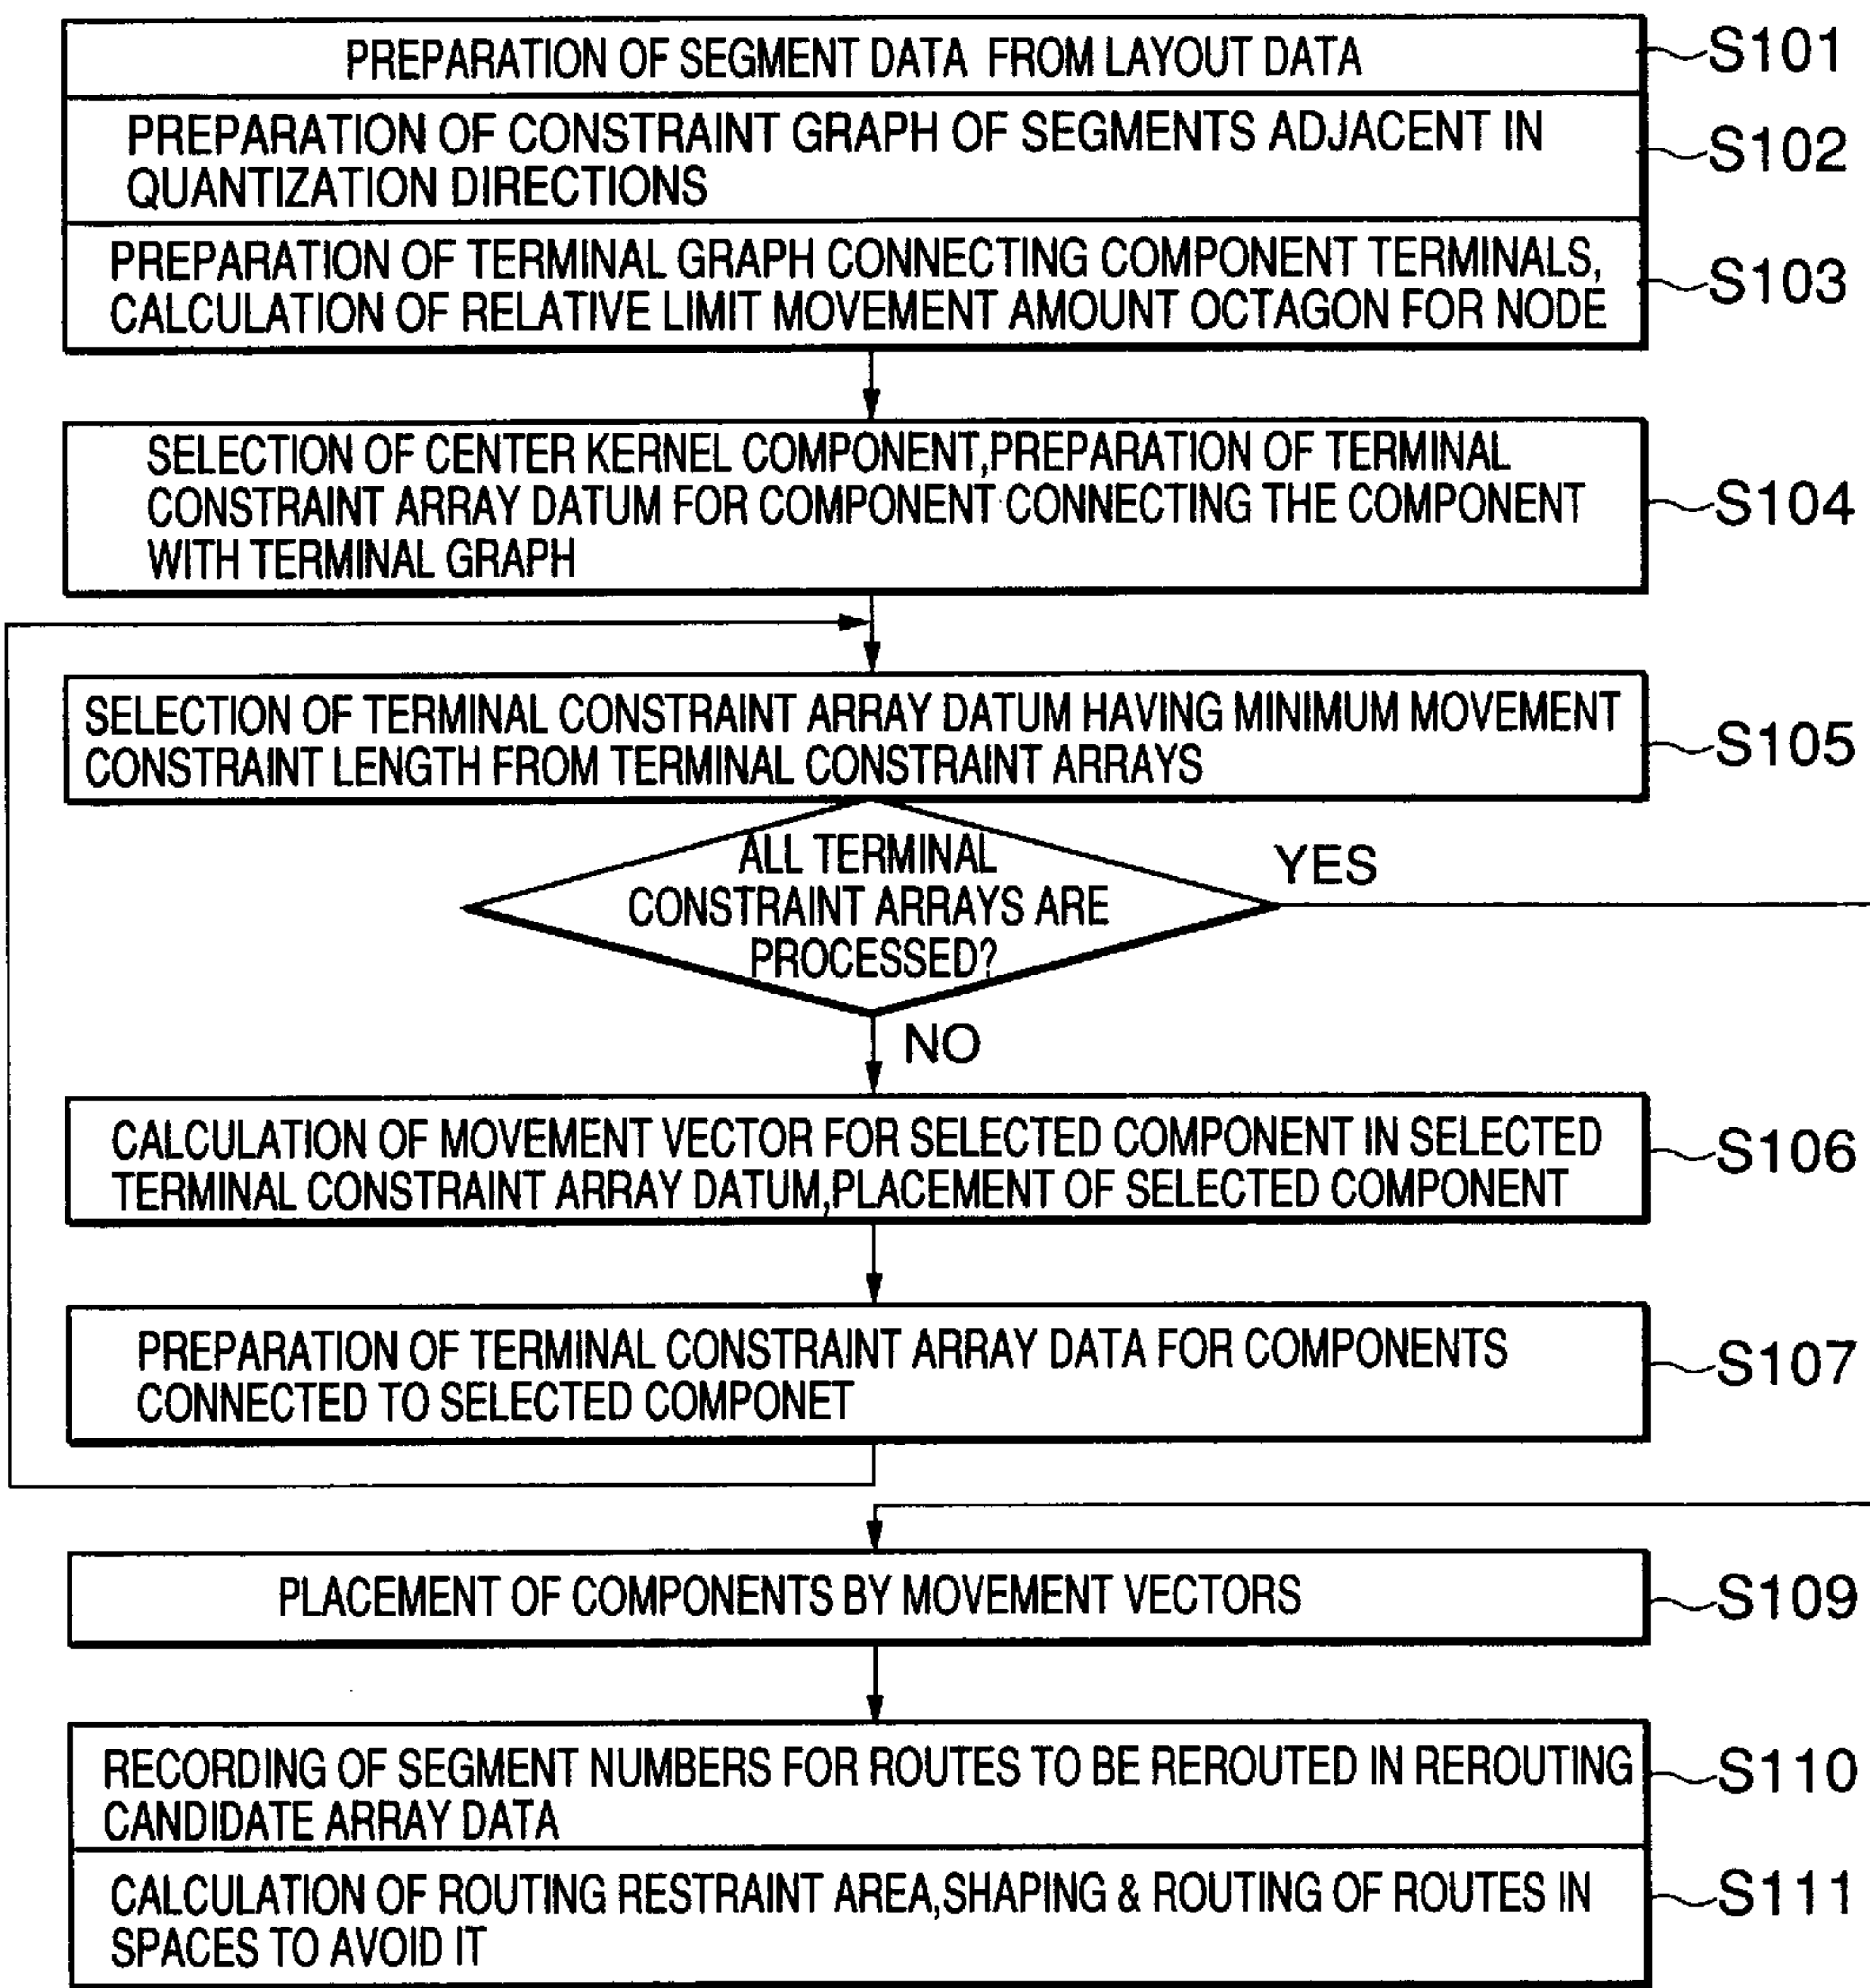 PREPARATION OF SEGMENT DATA FROM LAYOUT DATA
S101
PREPARATION OF CONSTRAINT GRAPH OF SEGMENTS ADJACENT IN
QUANTIZATION DIRECTIONS
S102
PREPARATION OF TERMINAL GRAPH CONNECTING COMPONENT TERMINALS,
CALCULATION OF RELATIVE LIMIT MOVEMENT AMOUNT OCTAGON FOR NODE
S103
SELECTION OF CENTER KERNEL COMPONENT,PREPARATION OF TERMINAL
CONSTRAINT ARRAY DATUM FOR COMPONENT CONNECTING THE COMPONENT
WITH TERMINAL GRAPH
S104
SELECTION OF TERMINAL CONSTRAINT ARRAY DATUM HAVING MINIMUM MOVEMENT
CONSTRAINT LENGTH FROM TERMINAL CONSTRAINT ARRAYS
S105
ALL TERMINAL
CONSTRAINT ARRAYS ARE
PROCESSED?
YES
NO
CALCULATION OF MOVEMENT VECTOR FOR SELECTED COMPONENT IN SELECTED
TERMINAL CONSTRAINT ARRAY DATUM,PLACEMENT OF SELECTED COMPONENT
S106
PREPARATION OF TERMINAL CONSTRAINT ARRAY DATA FOR COMPONENTS
CONNECTED TO SELECTED COMPONET
S107
PLACEMENT OF COMPONENTS BY MOVEMENT VECTORS
S109
RECORDING OF SEGMENT NUMBERS FOR ROUTES TO BE REROUTED IN REROUTING
CANDIDATE ARRAY DATA
S110
CALCULATION OF ROUTING RESTRAINT AREA,SHAPING & ROUTING OF ROUTES IN
SPACES TO AVOID IT
S111